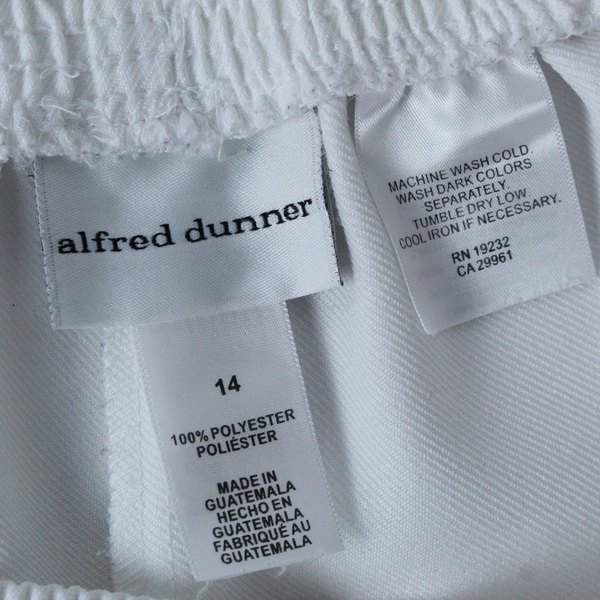 alfred dunner
14
100% POLYESTER
POLIÉSTER
MADE IN
GUATEMALA
HECHO EN
GUATEMALA
FABRIQUÉ AU
GUATEMALA
MACHINE WASH COLD.
WASH DARK COLORS
SEPARATELY.
TUMBLE DRY LOW.
COOL IRON IF NECESSARY.
RN 19232
CA 29961